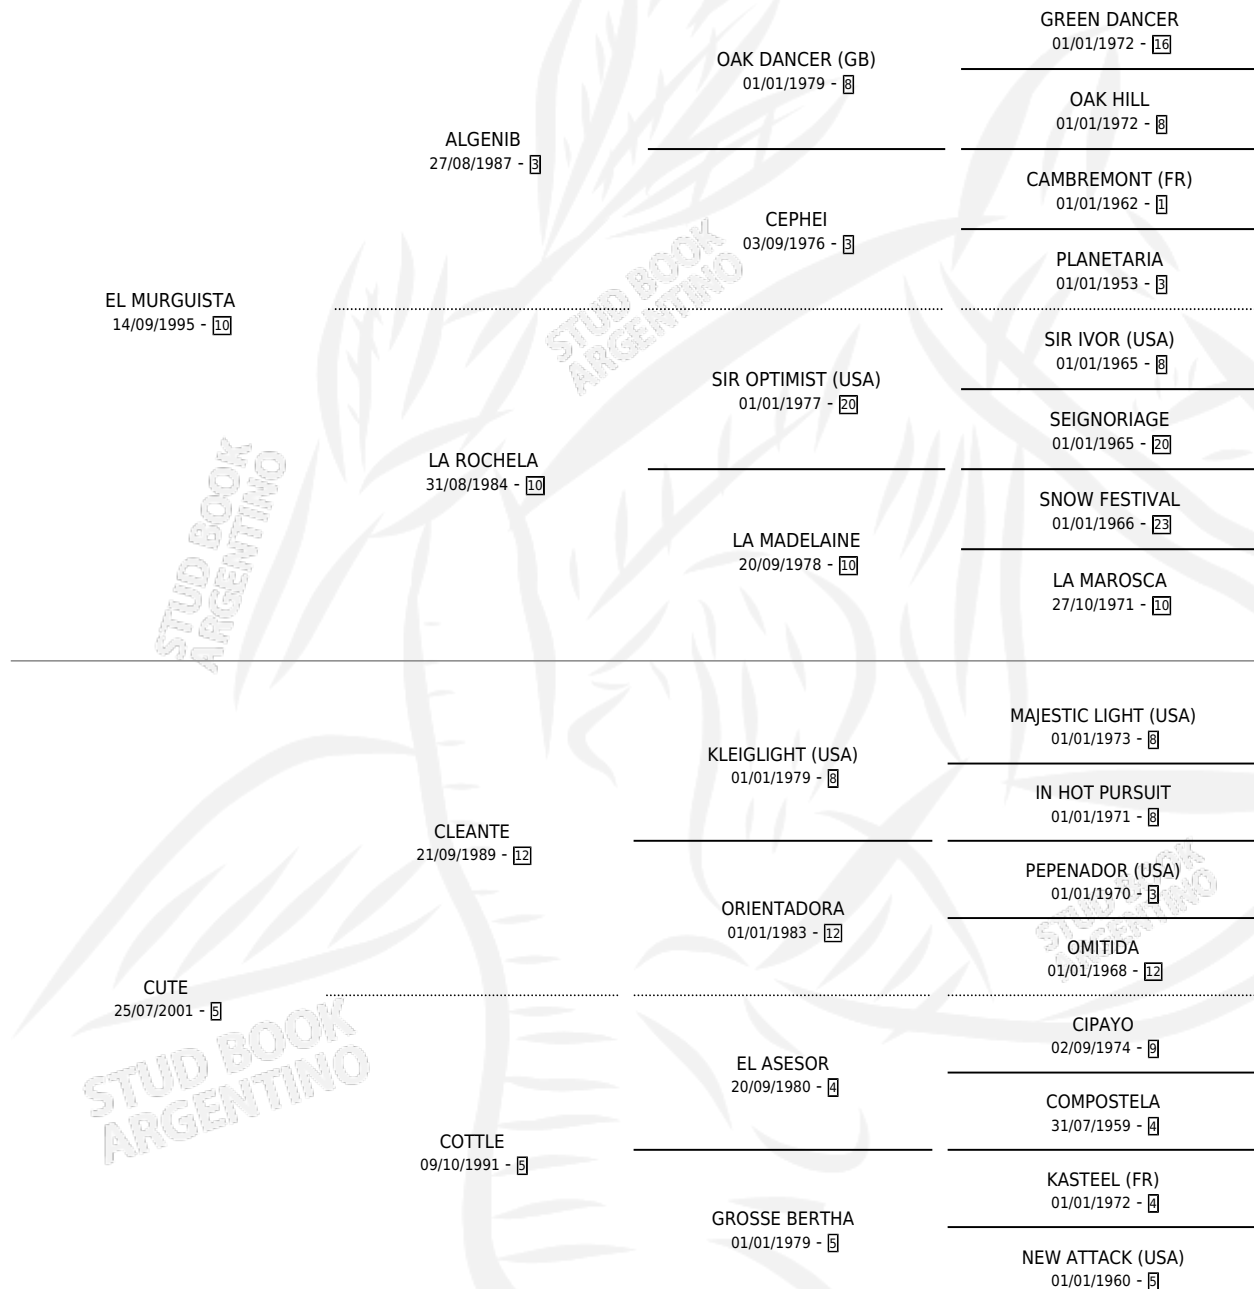 GREEN DANCER
01/01/1972 - 16
OAK DANCER (GB)
01/01/1979 - 8
OAK HILL
01/01/1972 - 8
ALGENIB
27/08/1987 - 3
CAMBREMONT (FR)
01/01/1962 - 1
CEPHEI
03/09/1976 - 3
PLANETARIA
01/01/1953 - 3
EL MURGUISTA
14/09/1995 - 10
SIR IVOR (USA)
01/01/1965 - 8
SIR OPTIMIST (USA)
01/01/1977 - 20
SEIGNORIAGE
01/01/1965 - 20
LA ROCHELA
31/08/1984 - 10
SNOW FESTIVAL
01/01/1966 - 23
LA MADELAINE
20/09/1978 - 10
LA MAROSCA
27/10/1971 - 10
MAJESTIC LIGHT (USA)
01/01/1973 - 8
KLEIGLIGHT (USA)
01/01/1979 - 8
IN HOT PURSUIT
01/01/1971 - 8
CLEANTE
21/09/1989 - 12
PEPENADOR (USA)
01/01/1970 - 3
ORIENTADORA
01/01/1983 - 12
OMITIDA
01/01/1968 - 12
CUTE
25/07/2001 - 5
CIPAYO
02/09/1974 - 9
EL ASESOR
20/09/1980 - 4
COMPOSTELA
31/07/1959 - 4
COTTLE
09/10/1991 - 5
KASTEEL (FR)
01/01/1972 - 4
GROSSE BERTHA
01/01/1979 - 5
NEW ATTACK (USA)
01/01/1960 - 5
STUD BOOK
ARGENTINO
STUD BOOK
ARGENTINO
STUD BOOK
ARGENTINO
STUD BOOK
ARGENTINO